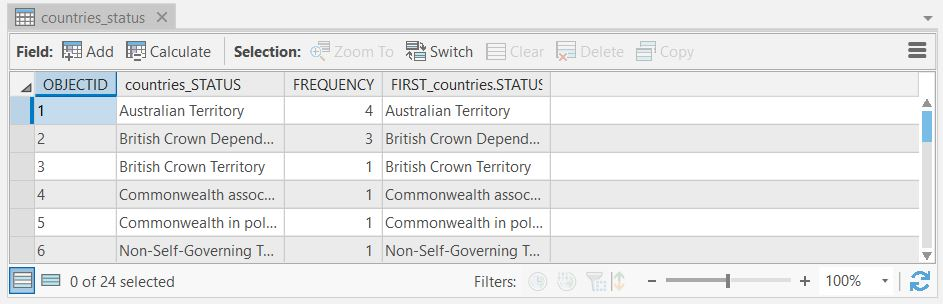 countries_status
Field: Add Calculate Selection: Zoom To Switch Clear Delete Copy
OBJECTID countries_STATUS FREQUENCY FIRST_countries.STATUS
1 Australian Territory 4 Australian Territory
2 British Crown Depend... 3 British Crown Depend...
3 British Crown Territory 1 British Crown Territory
4 Commonwealth assoc... 1 Commonwealth assoc...
5 Commonwealth in pol... 1 Commonwealth in pol...
6 Non-Self-Governing T... 1 Non-Self-Governing T...
0 of 24 selected Filters: 100%